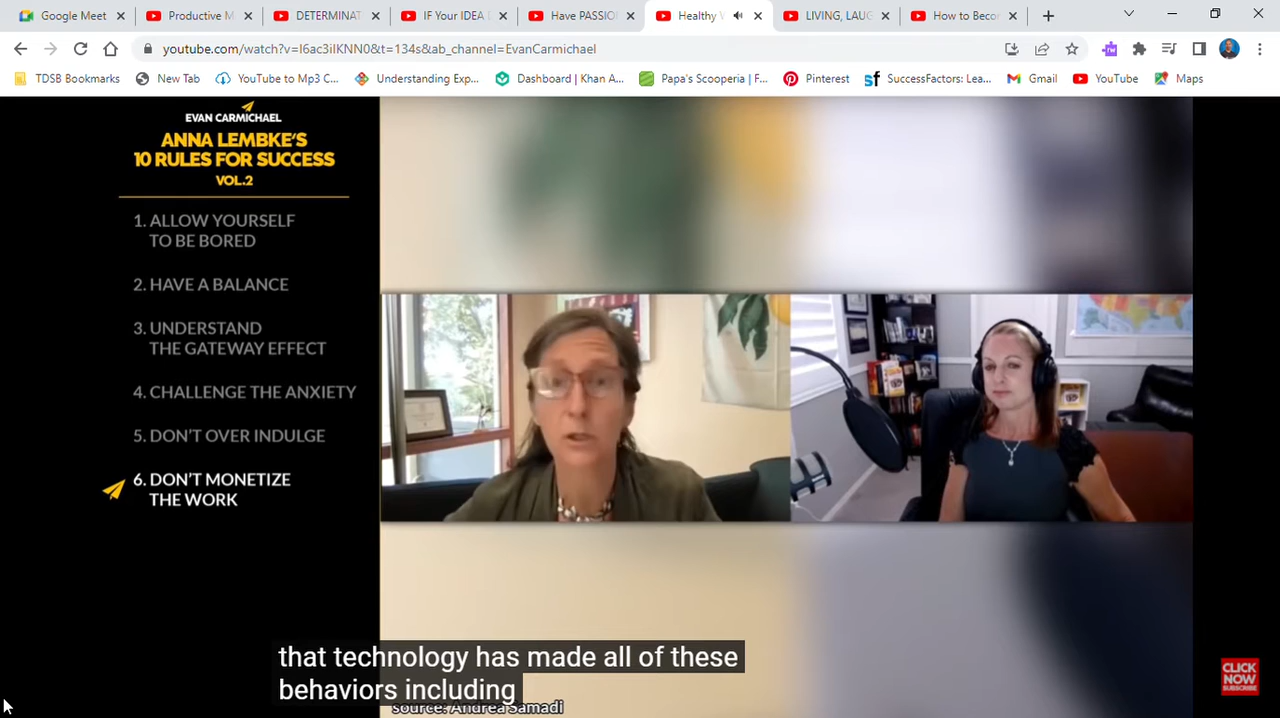 Google Meet
Productive M
DETERMINAT
IF Your IDEA
Have PASSIO
Healthy
LIVING, LAUG
How to Becor
youtube.com/watch?v=I6ac3iIKNN0&t=134s&ab_channel=EvanCarmichael
TDSB Bookmarks
New Tab
YouTube to Mp3 C...
Understanding Exp...
Dashboard | Khan A...
Papa's Scooperia | F...
Pinterest
SuccessFactors: Lea...
Gmail
YouTube
Maps
EVAN CARMICHAEL
ANNA LEMBKE'S
10 RULES FOR SUCCESS
VOL.2
1. ALLOW YOURSELF
TO BE BORED
2. HAVE A BALANCE
3. UNDERSTAND
THE GATEWAY EFFECT
4. CHALLENGE THE ANXIETY
5. DON'T OVER INDULGE
6. DON'T MONETIZE
THE WORK
that technology has made all of these
behaviors including
source: Andrea Samadi
CLICK
NOW
SUBSCRIBE